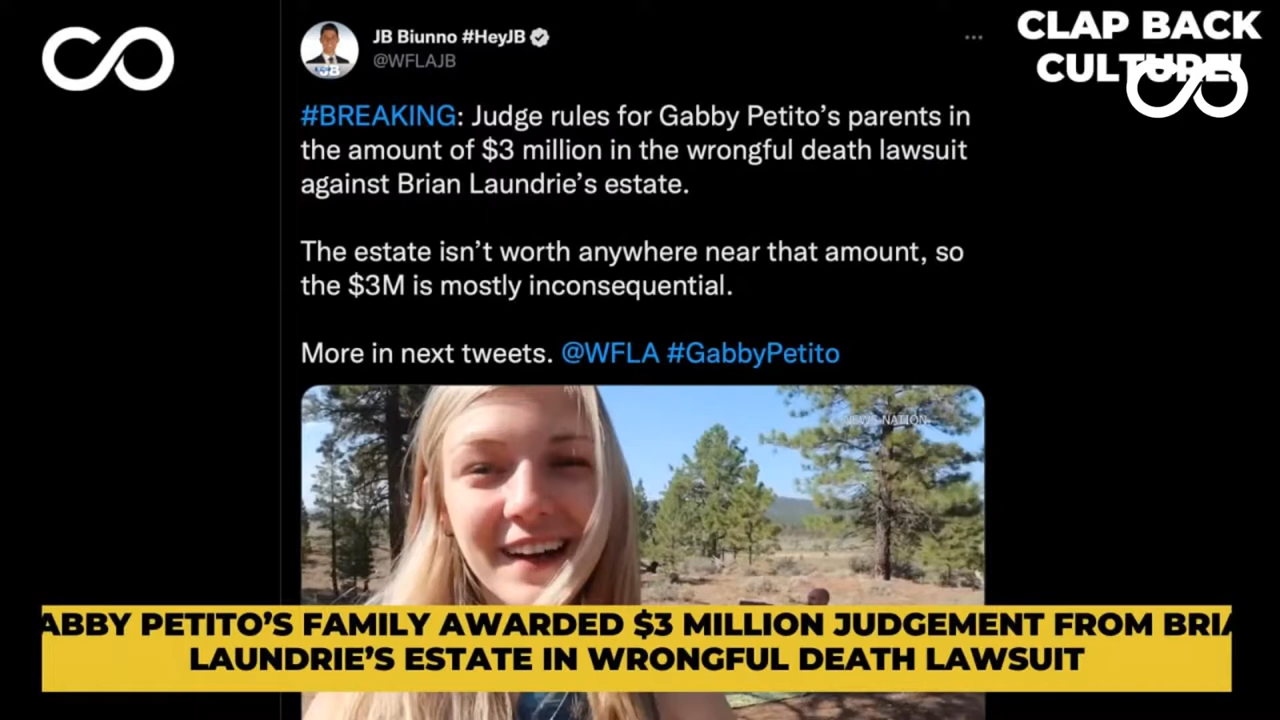 JB Biunno #HeyJB
@WFLAJB
CLAP BACK
CULTURE!
#BREAKING: Judge rules for Gabby Petito’s parents in
the amount of $3 million in the wrongful death lawsuit
against Brian Laundrie’s estate.
The estate isn’t worth anywhere near that amount, so
the $3M is mostly inconsequential.
More in next tweets. @WFLA #GabbyPetito
NEWS NATION
ABBY PETITO’S FAMILY AWARDED $3 MILLION JUDGEMENT FROM BRIA
LAUNDRIE’S ESTATE IN WRONGFUL DEATH LAWSUIT